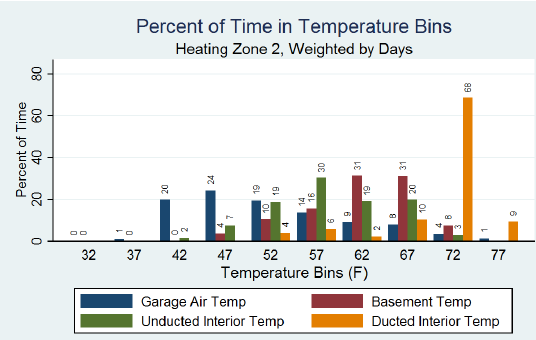 Percent of Time in Temperature Bins
Heating Zone 2, Weighted by Days
Percent of Time
80
60
40
20
0
0 0
1 0
20 0 2
24 4 7
19 10 19 4
14 16 30 6
9 31 19 2
8 31 20 10
4 8 3 68
1 9
32 37 42 47 52 57 62 67 72 77
Temperature Bins (F)
Garage Air Temp Basement Temp
Unducted Interior Temp Ducted Interior Temp